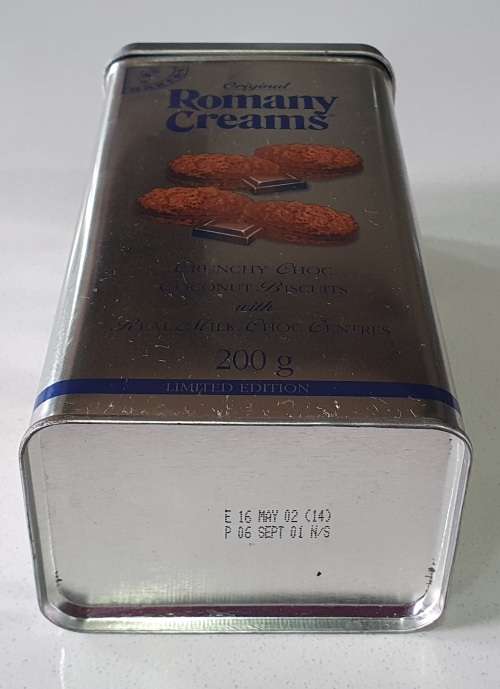 Original
Romany
Creams
Crunchy Choc
Coconut Biscuits
with
Real Milk Choc Centres
200 g
LIMITED EDITION
E 16 MAY 02 (14)
P 06 SEPT 01 N/S